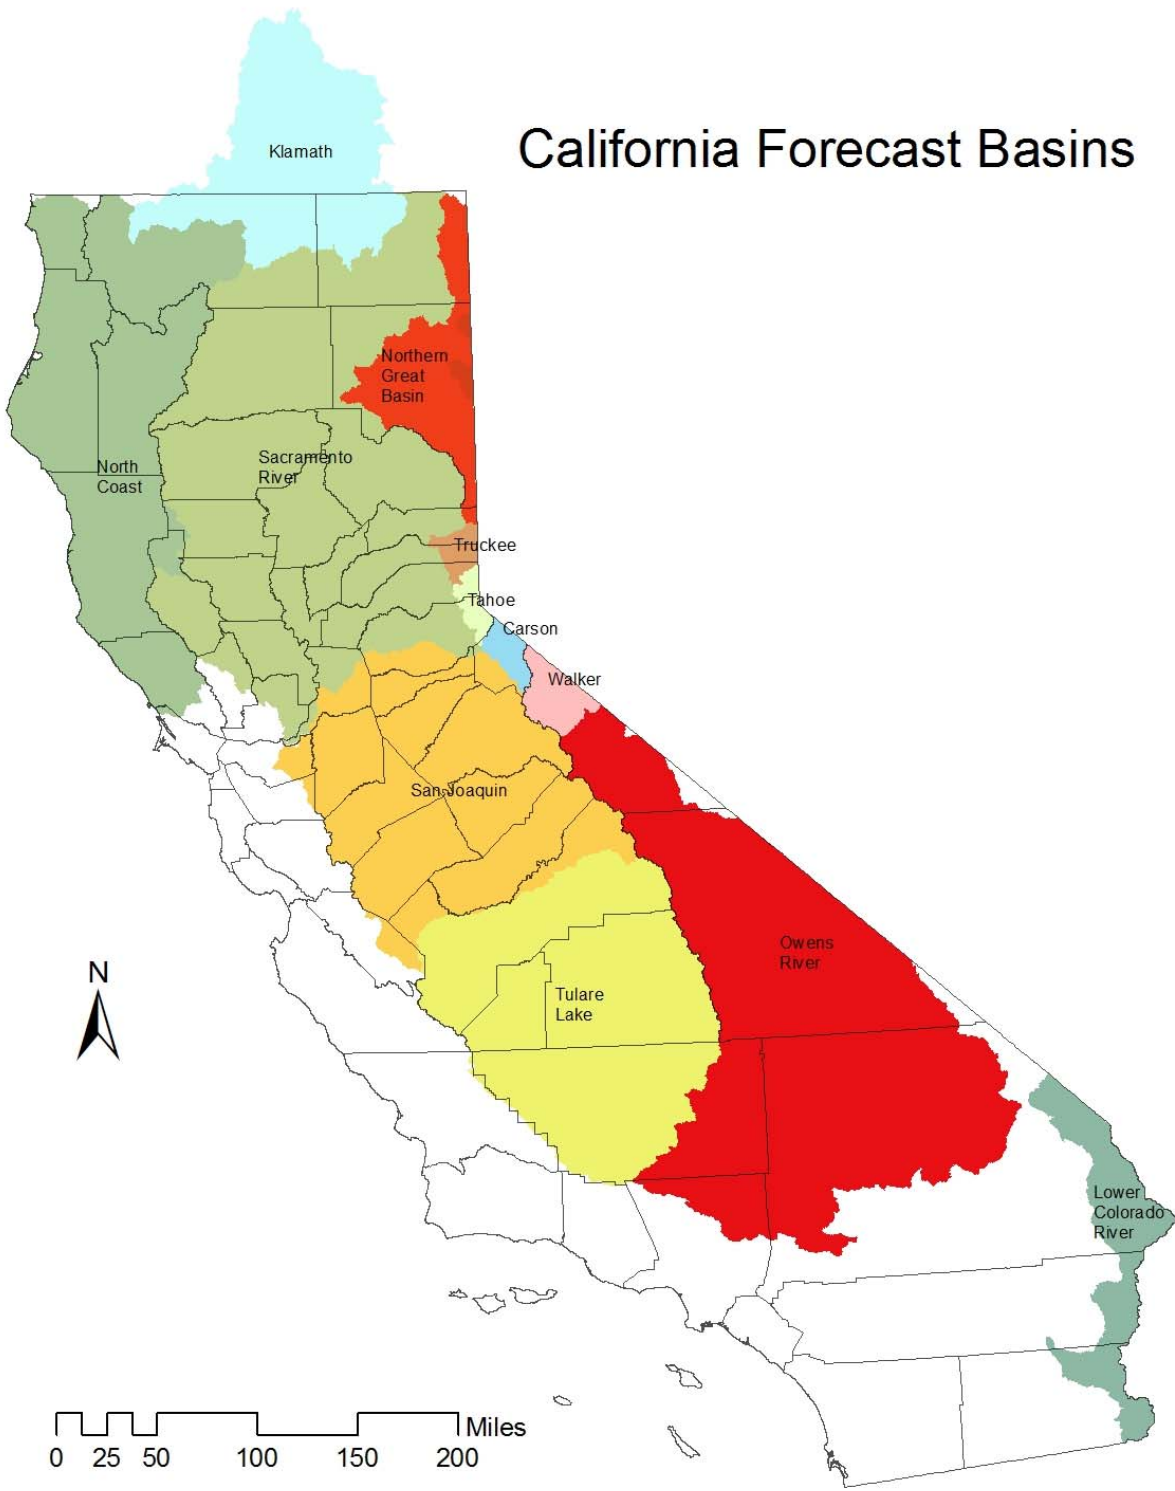 California Forecast Basins
Klamath
Northern
Great
Basin
North
Coast
Sacramento
River
Truckee
Tahoe
Carson
Walker
San Joaquin
Owens
River
N
Tulare
Lake
Lower
Colorado
River
Miles
0 25 50 100 150 200